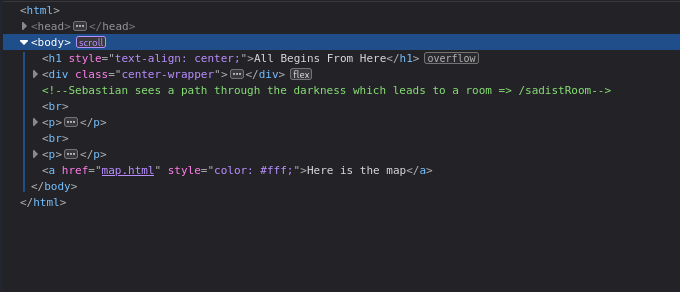 <html>
<head>⋯</head>
<body> scroll
<h1 style="text-align: center;">All Begins From Here</h1> overflow
<div class="center-wrapper">⋯</div> flex
<!--Sebastian sees a path through the darkness which leads to a room => /sadistRoom-->
<br>
<p>⋯</p>
<br>
<p>⋯</p>
<a href="map.html" style="color: #fff;">Here is the map</a>
</body>
</html>